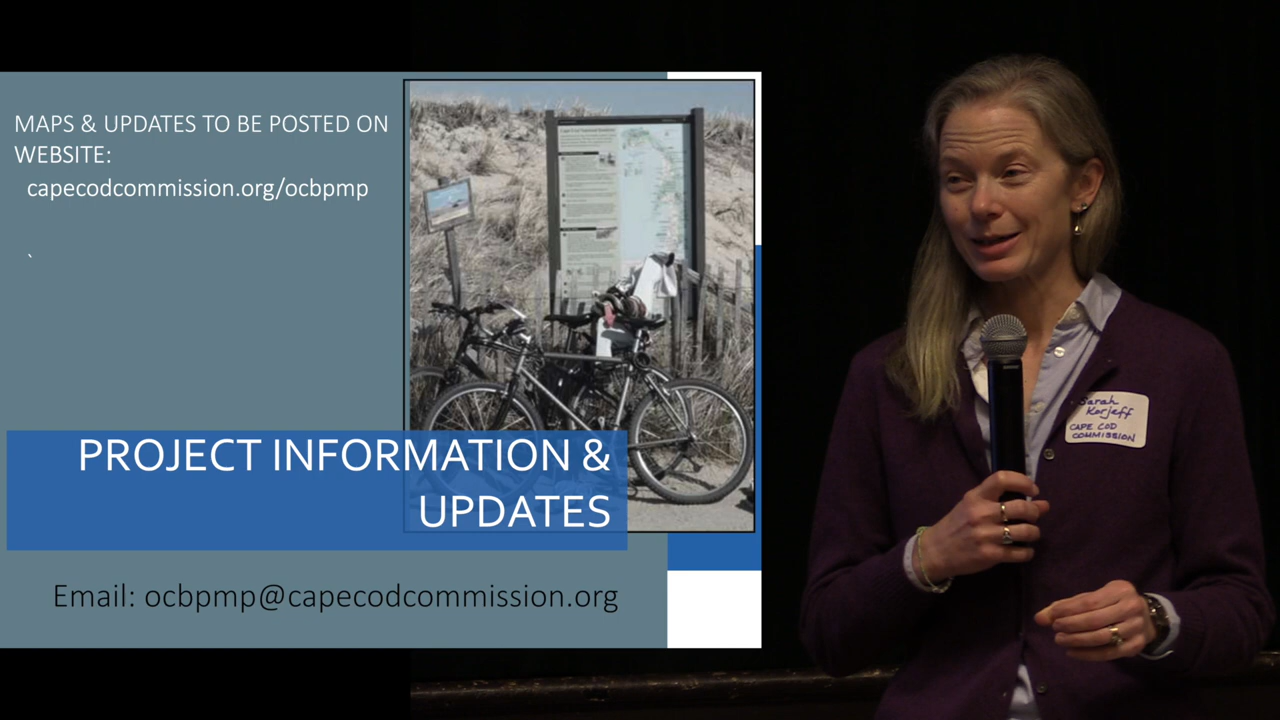 MAPS & UPDATES TO BE POSTED ON
WEBSITE:
capecodcommission.org/ocbpmp
`
PROJECT INFORMATION &
UPDATES
Email: ocbpmp@capecodcommission.org
Sarah
Korjeff
CAPE COD
COMMISSION